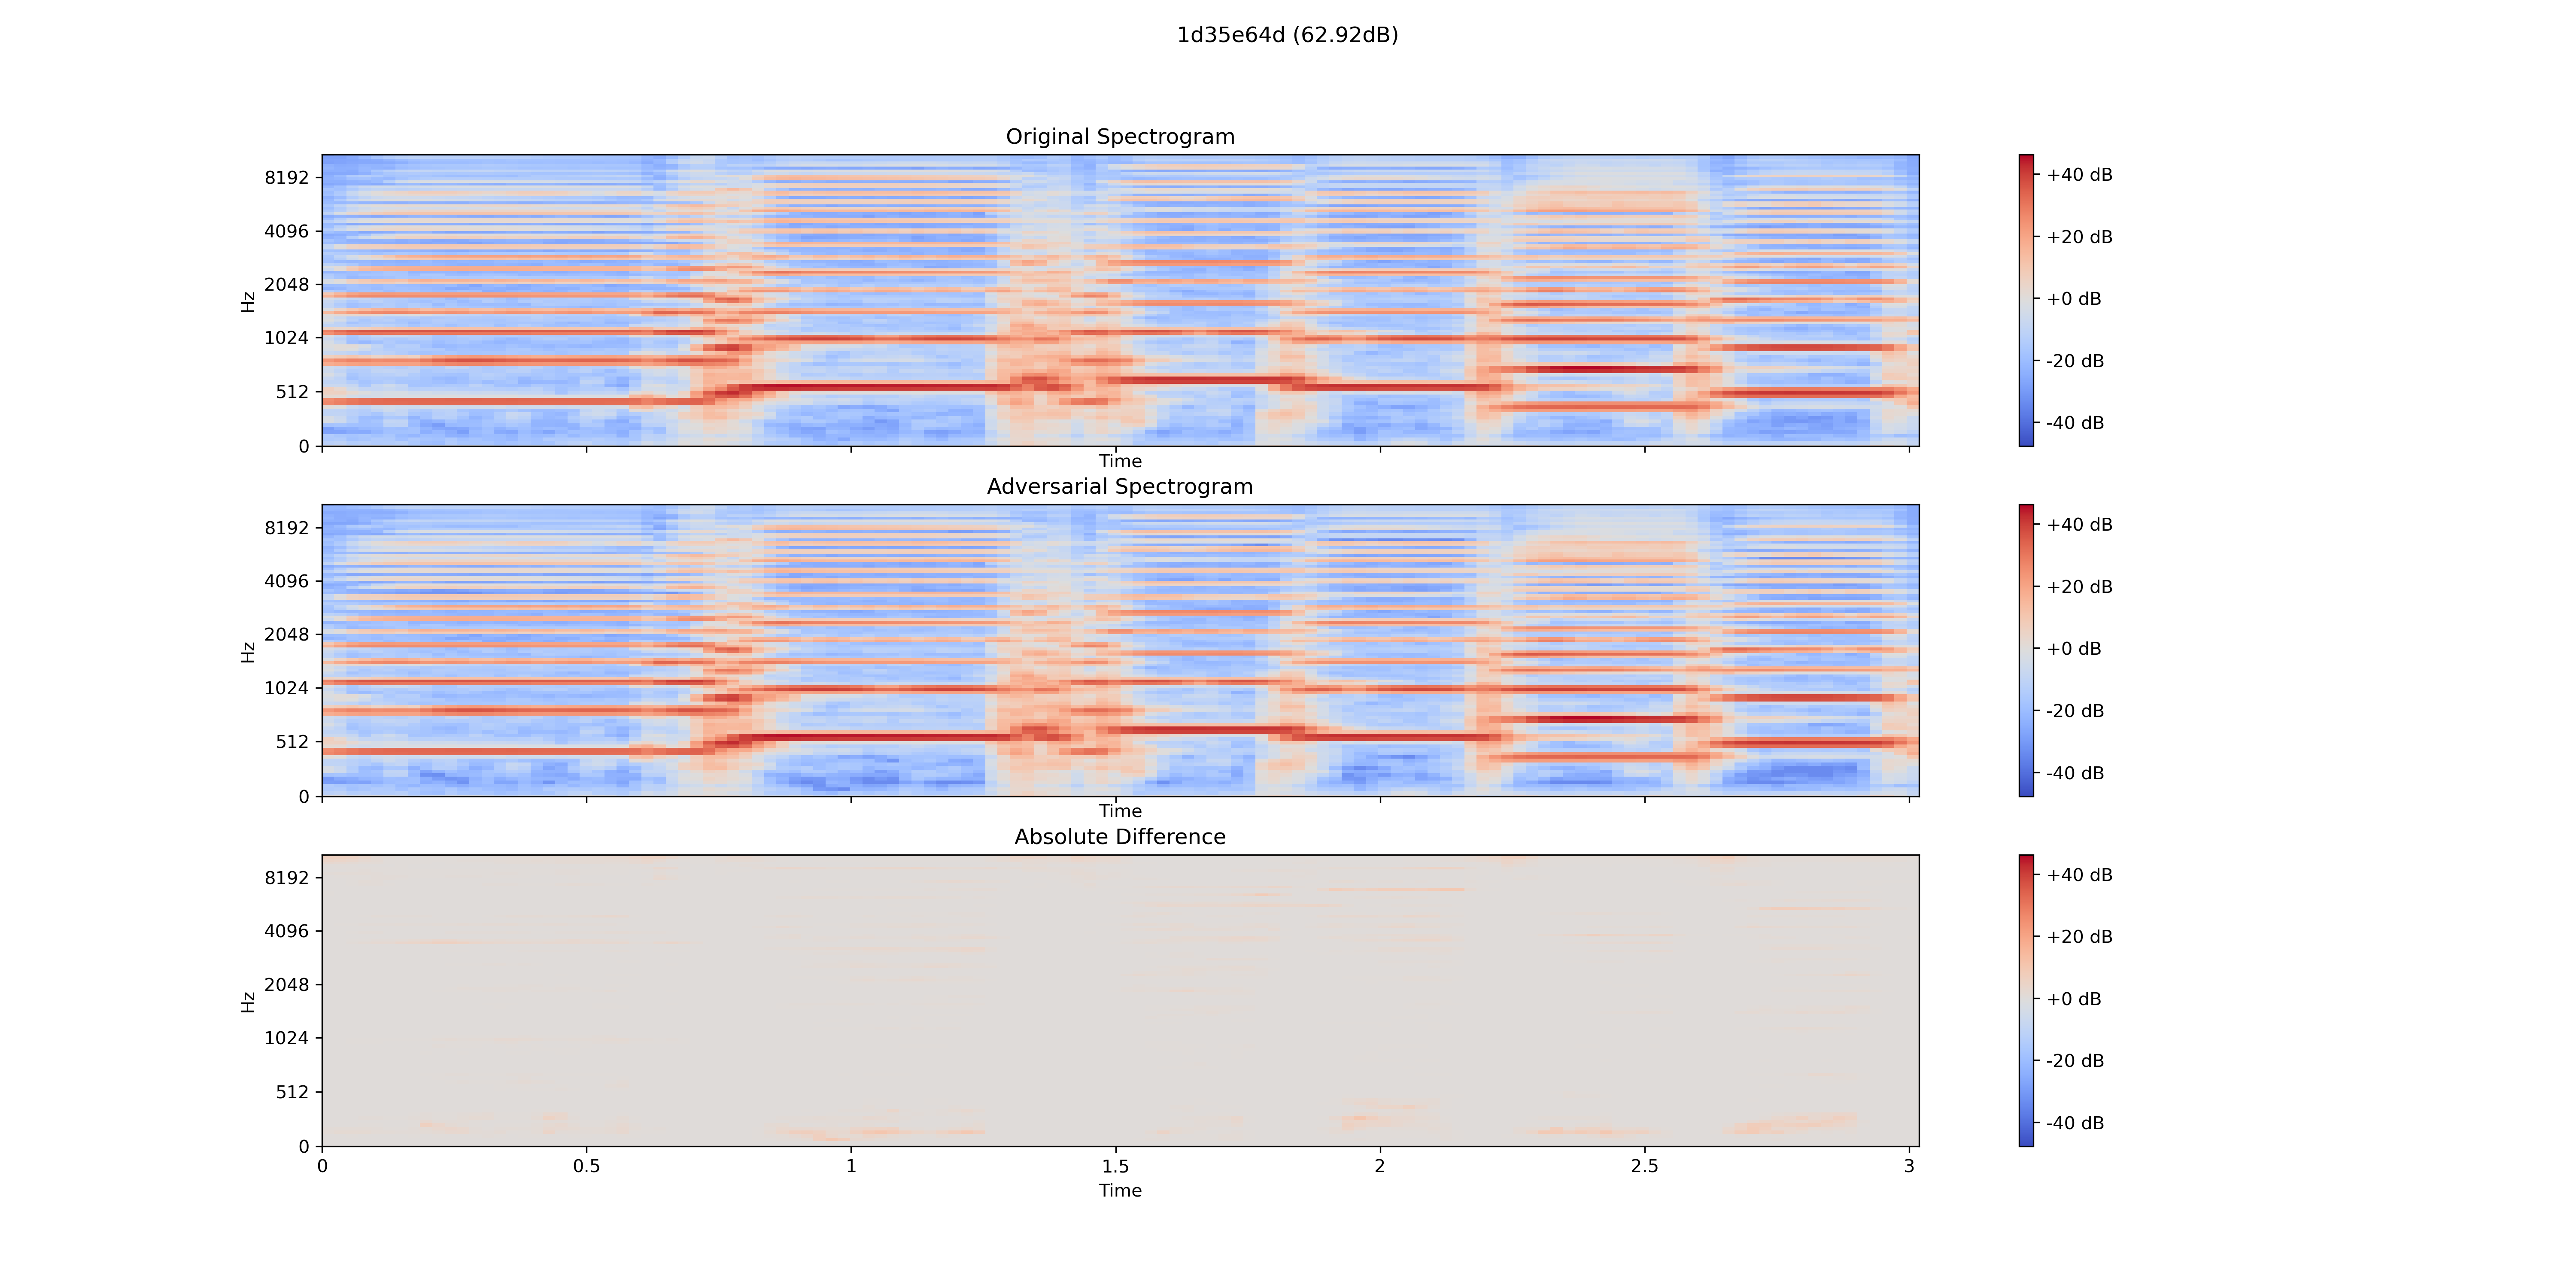 1d35e64d (62.92dB)
Original Spectrogram
8192
4096
2048
1024
512
0
Hz
Time
+40 dB
+20 dB
+0 dB
-20 dB
-40 dB
Adversarial Spectrogram
8192
4096
2048
1024
512
0
Hz
Time
+40 dB
+20 dB
+0 dB
-20 dB
-40 dB
Absolute Difference
8192
4096
2048
1024
512
0
Hz
0 0.5 1 1.5 2 2.5 3
Time
+40 dB
+20 dB
+0 dB
-20 dB
-40 dB